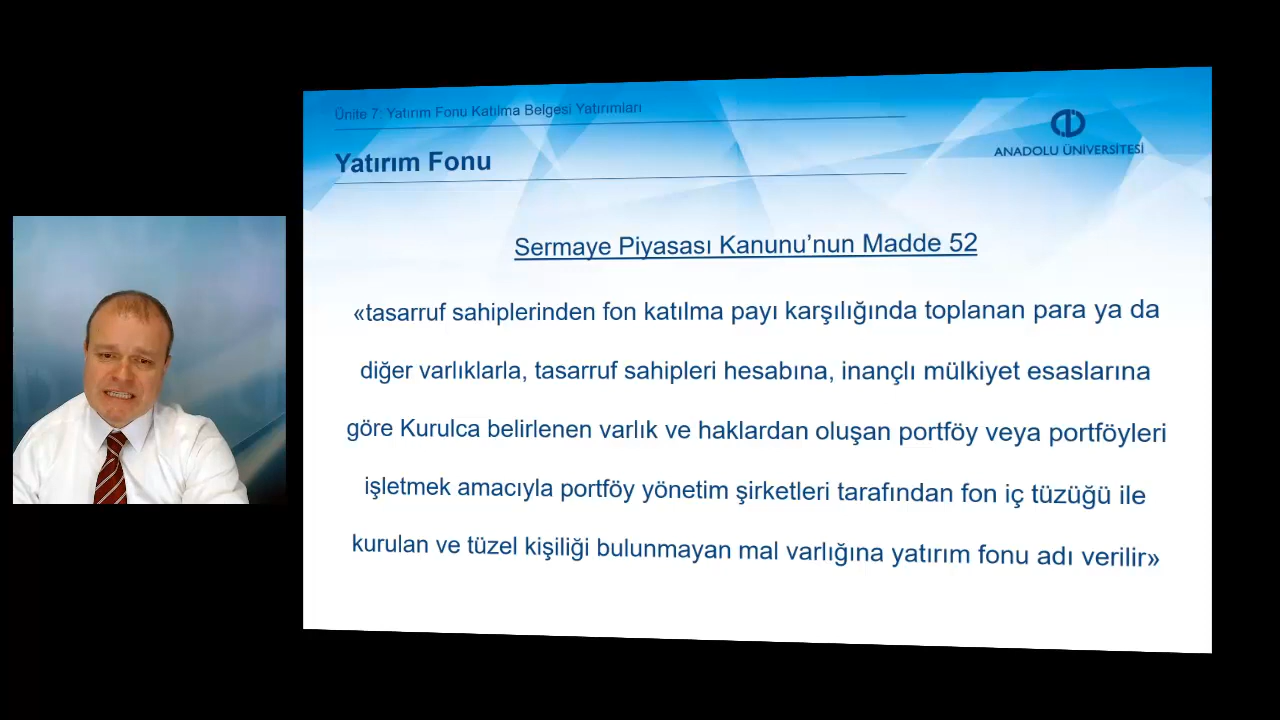 Ünite 7: Yatırım Fonu Katılma Belgesi Yatırımları
Yatırım Fonu
ANADOLU ÜNİVERSİTESİ
Sermaye Piyasası Kanunu’nun Madde 52
«tasarruf sahiplerinden fon katılma payı karşılığında toplanan para ya da
diğer varlıklarla, tasarruf sahipleri hesabına, inançlı mülkiyet esaslarına
göre Kurulca belirlenen varlık ve haklardan oluşan portföy veya portföyleri
işletmek amacıyla portföy yönetim şirketleri tarafından fon iç tüzüğü ile
kurulan ve tüzel kişiliği bulunmayan mal varlığına yatırım fonu adı verilir»